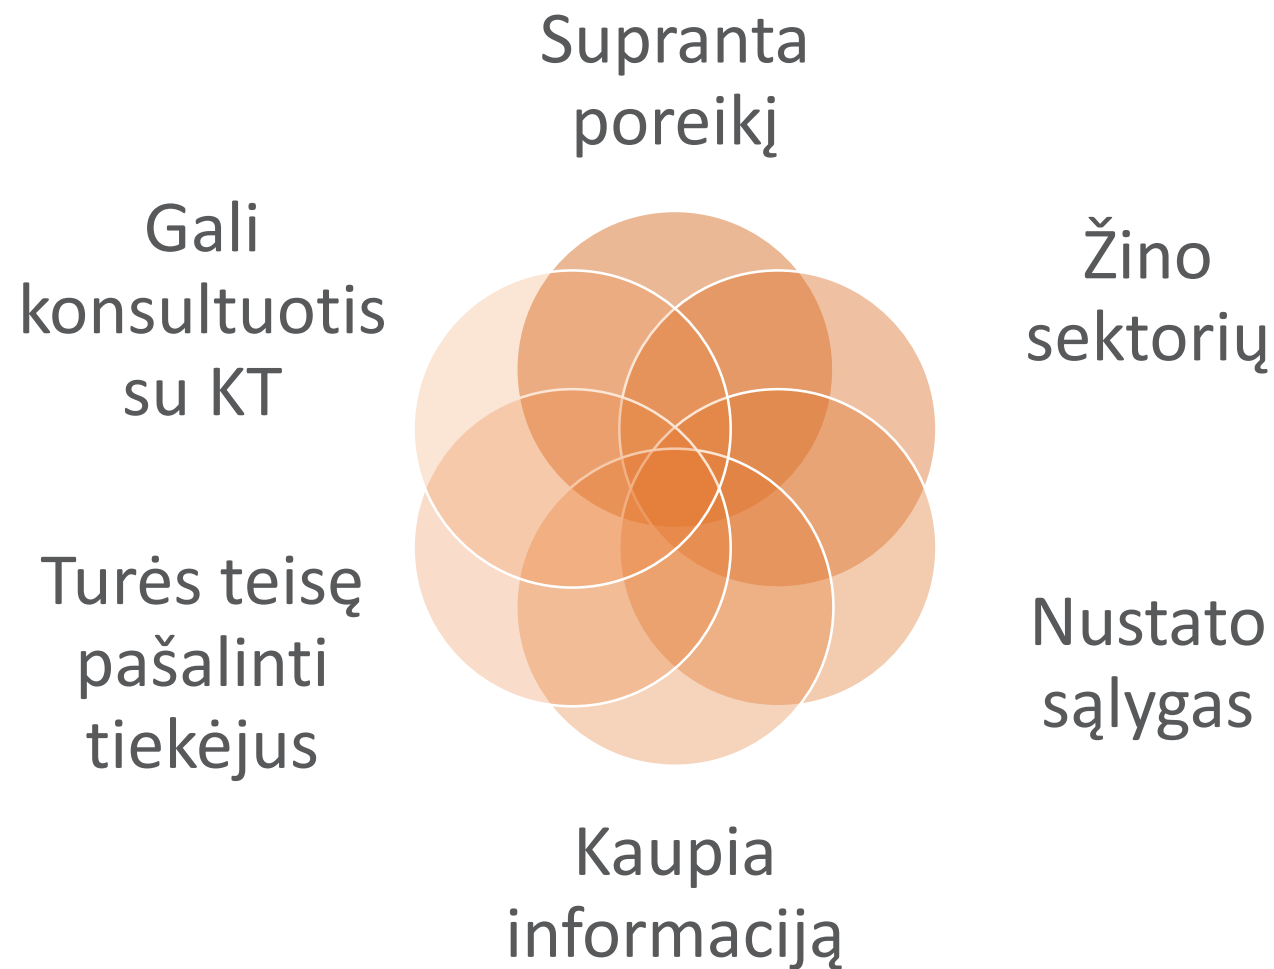 Supranta
poreikį
Žino
sektorių
Nustato
sąlygas
Kaupia
informaciją
Turės teisę
pašalinti
tiekėjus
Gali
konsultuotis
su KT